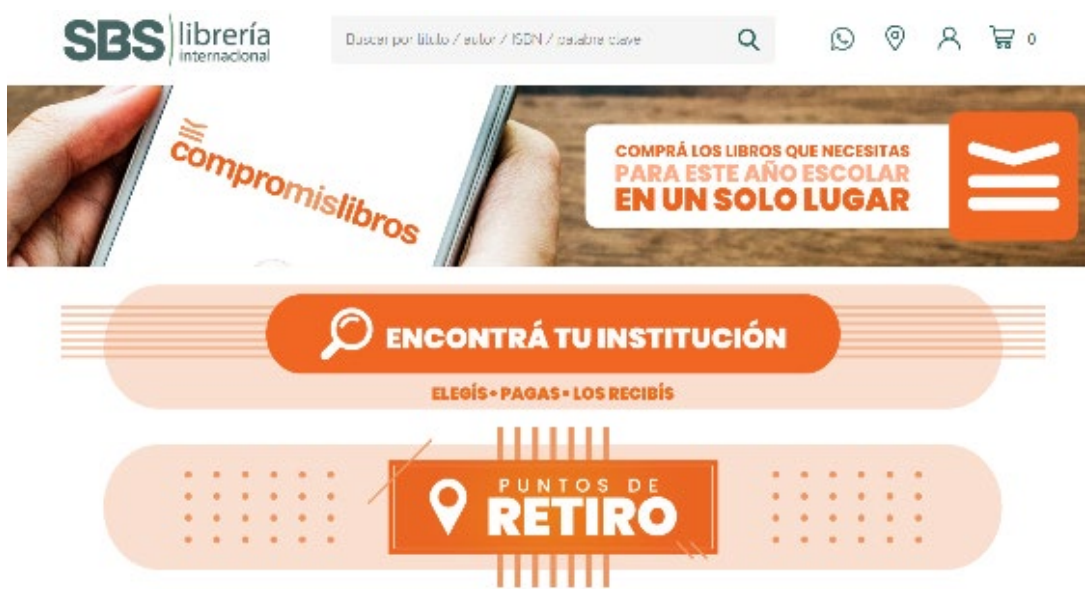 SBS librería
internacional
Buscar por título / autor / ISBN / palabra clave
0
compromislibros
COMPRÁ LOS LIBROS QUE NECESITAS
PARA ESTE AÑO ESCOLAR
EN UN SOLO LUGAR
ENCONTRÁ TU INSTITUCIÓN
ELEGÍS • PAGAS • LOS RECIBÍS
PUNTOS DE
RETIRO